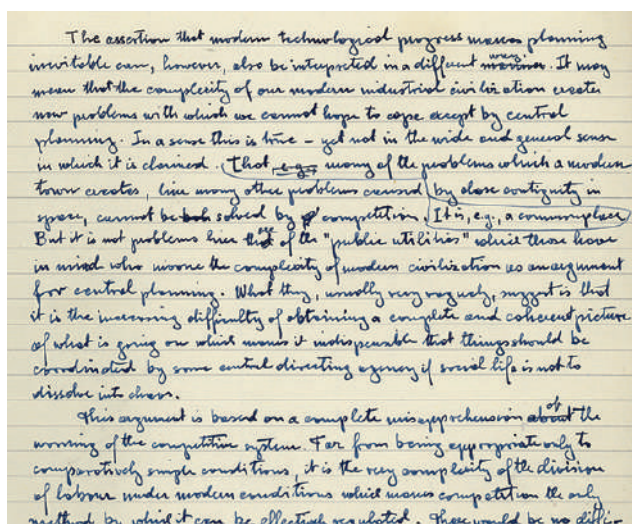 The assertion that modern technological progress makes planning
inevitable can, however, also be interpreted in a different way. It may
mean that the complexity of our modern industrial civilization creates
new problems with which we cannot hope to cope except by central
planning. In a sense this is true – yet not in the wide and general sense
in which it is claimed. That e.g. many of the problems which a modern
town creates, like many other problems caused by close contiguity in
space, cannot be solved by competition. It is, e.g., a commonplace
But it is not problems like that of the "public utilities" which those have
in mind who invoke the complexity of modern civilization as an argument
for central planning. What they, usually very vaguely, suggest is that
it is the increasing difficulty of obtaining a complete and coherent picture
of what is going on which makes it indispensable that things should be
coordinated by some central directing agency if social life is not to
dissolve into chaos.
This argument is based on a complete misapprehension of the
working of the competitive system. Far from being appropriate only to
comparatively simple conditions, it is the very complexity of the division
of labour under modern conditions which makes competition the only
method by which it can be effectively regulated. There would be no diffi-